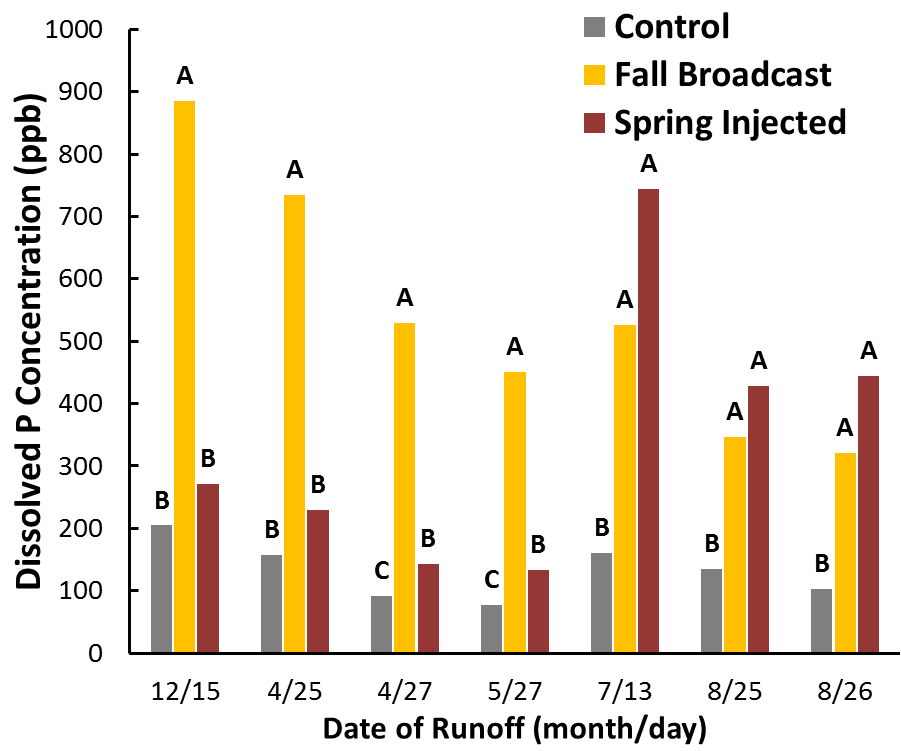 Control
Fall Broadcast
Spring Injected
Dissolved P Concentration (ppb)
1000
900
800
700
600
500
400
300
200
100
0
B A B
B A B
C A B
C A B
B A A
B A A
B A A
12/15 4/25 4/27 5/27 7/13 8/25 8/26
Date of Runoff (month/day)